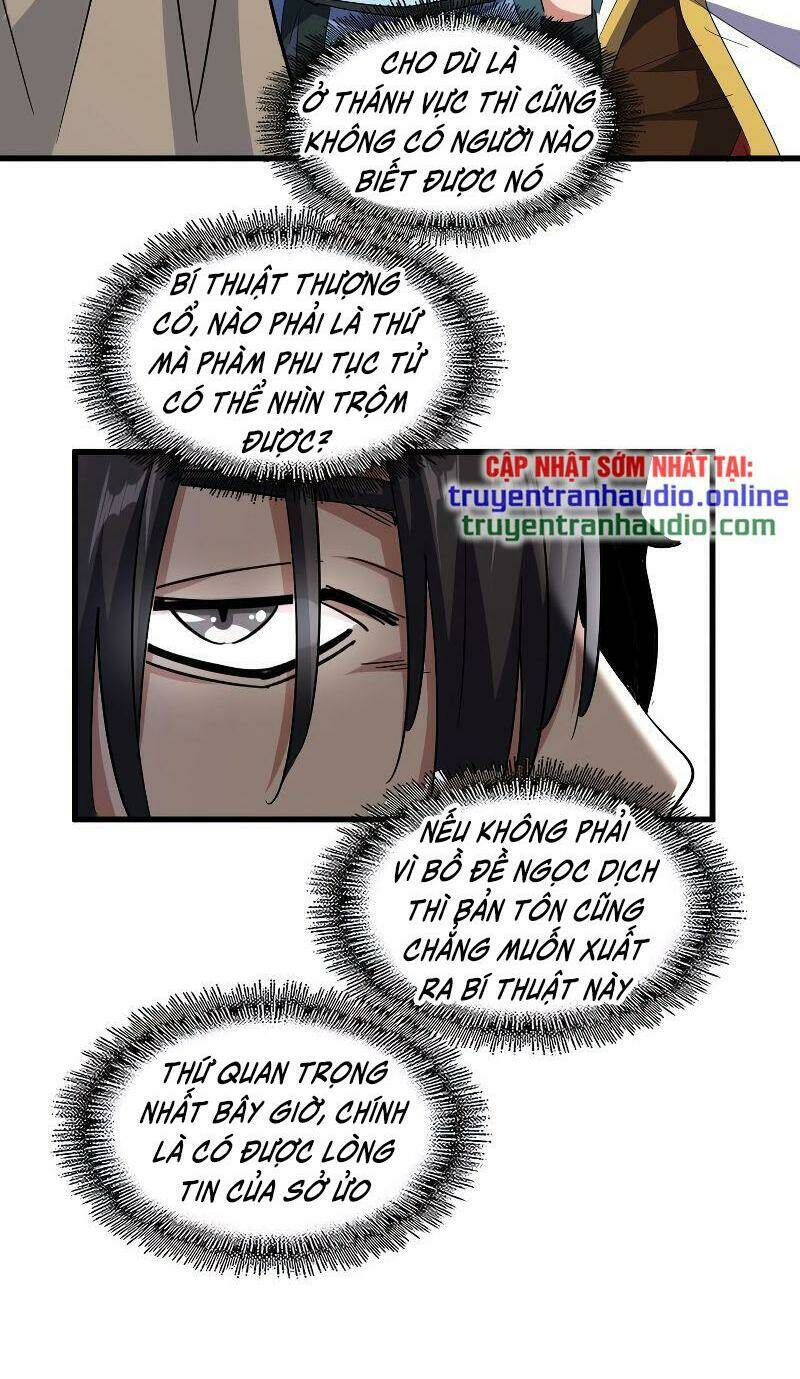 CHO DÙ LÀ
Ở THÁNH VỰC THÌ CŨNG
KHÔNG CÓ NGƯỜI NÀO
BIẾT ĐƯỢC NÓ
BÍ THUẬT THƯỢNG
CỔ, NÀO PHẢI LÀ THỨ
MÀ PHÀM PHU TỤC TỬ
CÓ THỂ NHÌN TRỘM
ĐƯỢC?
CẬP NHẬT SỚM NHẤT TẠI:
truyentranhaudio.online
truyentranhaudio.com
NẾU KHÔNG PHẢI
VÌ BỒ ĐỀ NGỌC DỊCH
THÌ BẢN TÔN CŨNG
CHẲNG MUỐN XUẤT
RA BÍ THUẬT NÀY
THỨ QUAN TRỌNG
NHẤT BÂY GIỜ, CHÍNH
LÀ CÓ ĐƯỢC LÒNG
TIN CỦA SỞ ỬO